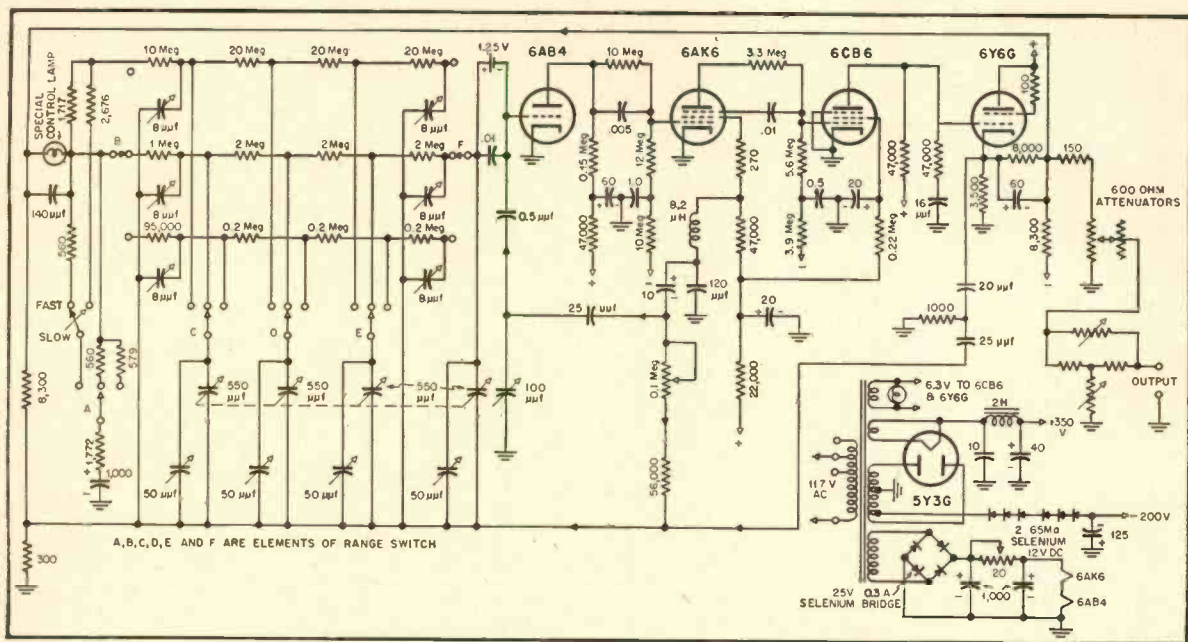 10 Meg
20 Meg
20 Meg
20 Meg
1.25 V
+ -
6AB4
10 Meg
6AK6
3.3 Meg
6CB6
6Y6G
100
SPECIAL
CONTROL LAMP
1,717
2,676
B
8 µµf
8 µµf
1 Meg
2 Meg
2 Meg
2 Meg
F
.01
.005
.01
0.15 Meg
12 Meg
270
5.6 Meg
47,000
47,000
8,000
150
600 OHM
ATTENUATORS
140 µµf
8 µµf
8 µµf
0.5 µµf
60
1.0
8.2
µH
0.5
20
16
µµf
3,500
60
95,000
0.2 Meg
0.2 Meg
0.2 Meg
560
8 µµf
8 µµf
47,000
10 Meg
47,000
3.9 Meg
0.22 Meg
8,300
FAST
SLOW
C
D
E
25 µµf
10
120
µµf
20
1000
20 µµf
25 µµf
560
579
8,300
A
550
µµf
550
µµf
550
µµf
100
µµf
0.1 Meg
22,000
6.3 V TO 6CB6
& 6Y6G
OUTPUT
2H
+350
V
10
40
1,772
1,000
50 µµf
50 µµf
50 µµf
50 µµf
56,000
117 V
AC
5Y3G
-200V
2 65Ma
SELENIUM
12V DC
125
300
A,B,C,D,E AND F ARE ELEMENTS OF RANGE SWITCH
25V 0.3 A
SELENIUM BRIDGE
20
1,000
6AK6
6AB4